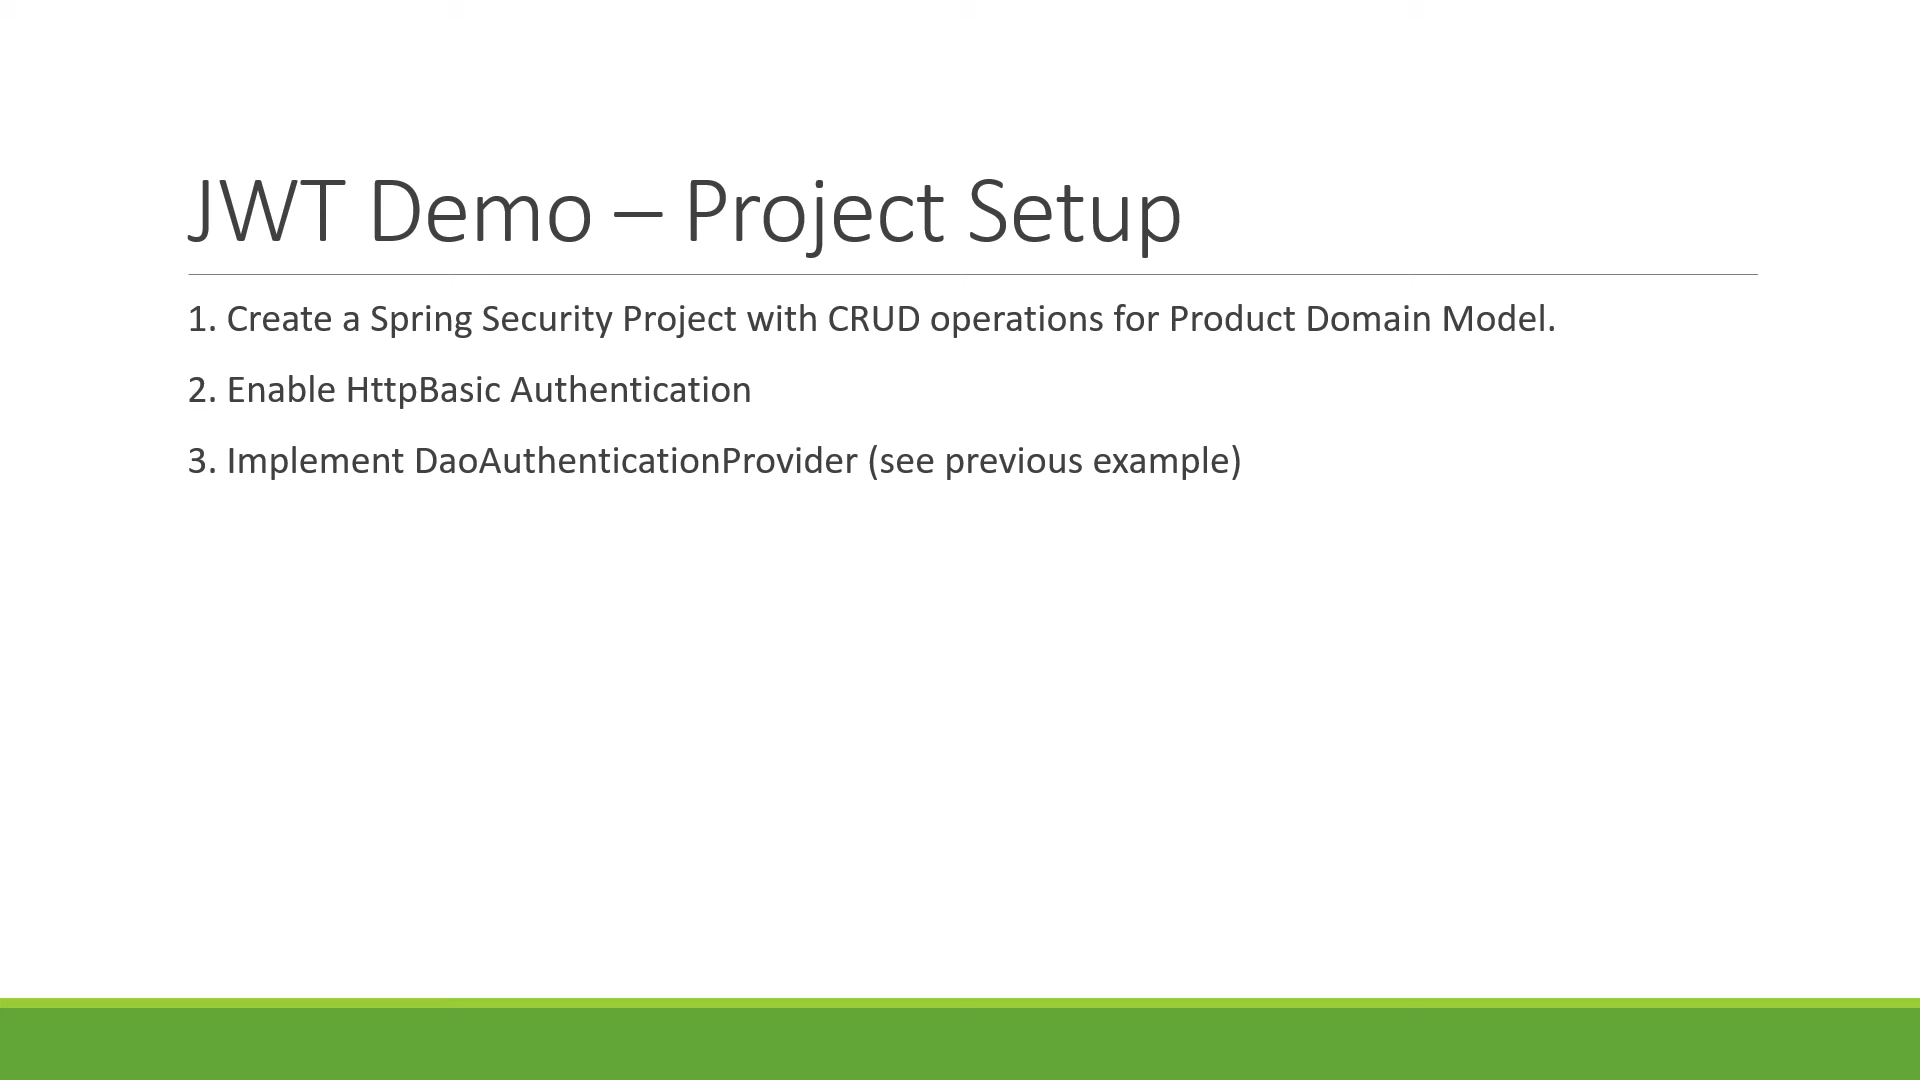 JWT Demo – Project Setup
1. Create a Spring Security Project with CRUD operations for Product Domain Model.
2. Enable HttpBasic Authentication
3. Implement DaoAuthenticationProvider (see previous example)